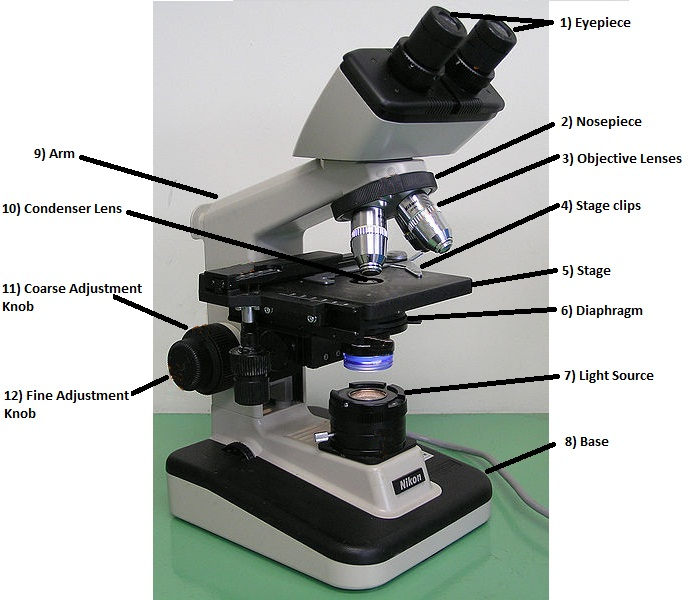 1) Eyepiece
2) Nosepiece
3) Objective Lenses
4) Stage clips
5) Stage
6) Diaphragm
7) Light Source
8) Base
9) Arm
10) Condenser Lens
11) Coarse Adjustment
Knob
12) Fine Adjustment
Knob
Nikon